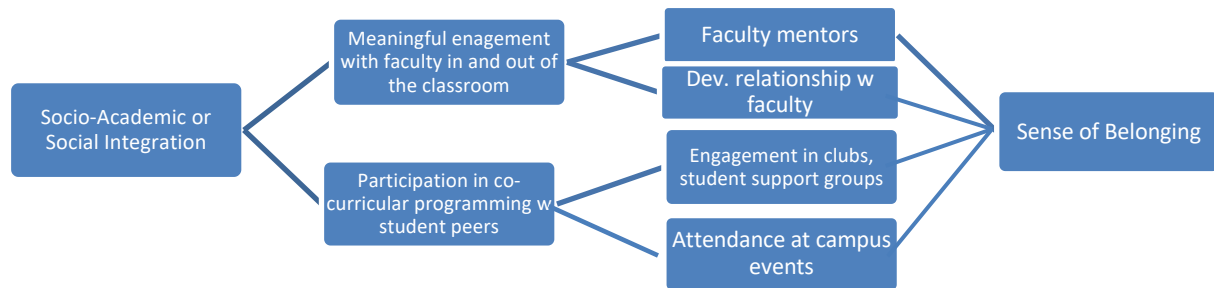 Socio-Academic or
Social Integration
Meaningful enagement
with faculty in and out of
the classroom
Participation in co-
curricular programming w
student peers
Faculty mentors
Dev. relationship w
faculty
Engagement in clubs,
student support groups
Attendance at campus
events
Sense of Belonging